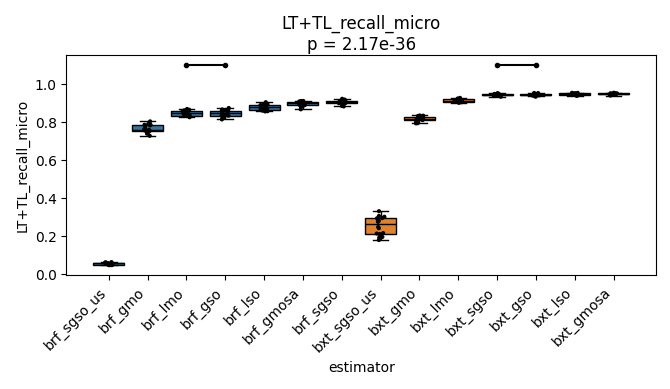 LT+TL_recall_micro
p = 2.17e-36
LT+TL_recall_micro
1.0
0.8
0.6
0.4
0.2
0.0
brf_sgso_us
brf_gmo
brf_lmo
brf_gso
brf_lso
brf_gmosa
brf_sgso
bxt_sgso_us
bxt_gmo
bxt_lmo
bxt_sgso
bxt_gso
bxt_lso
bxt_gmosa
estimator